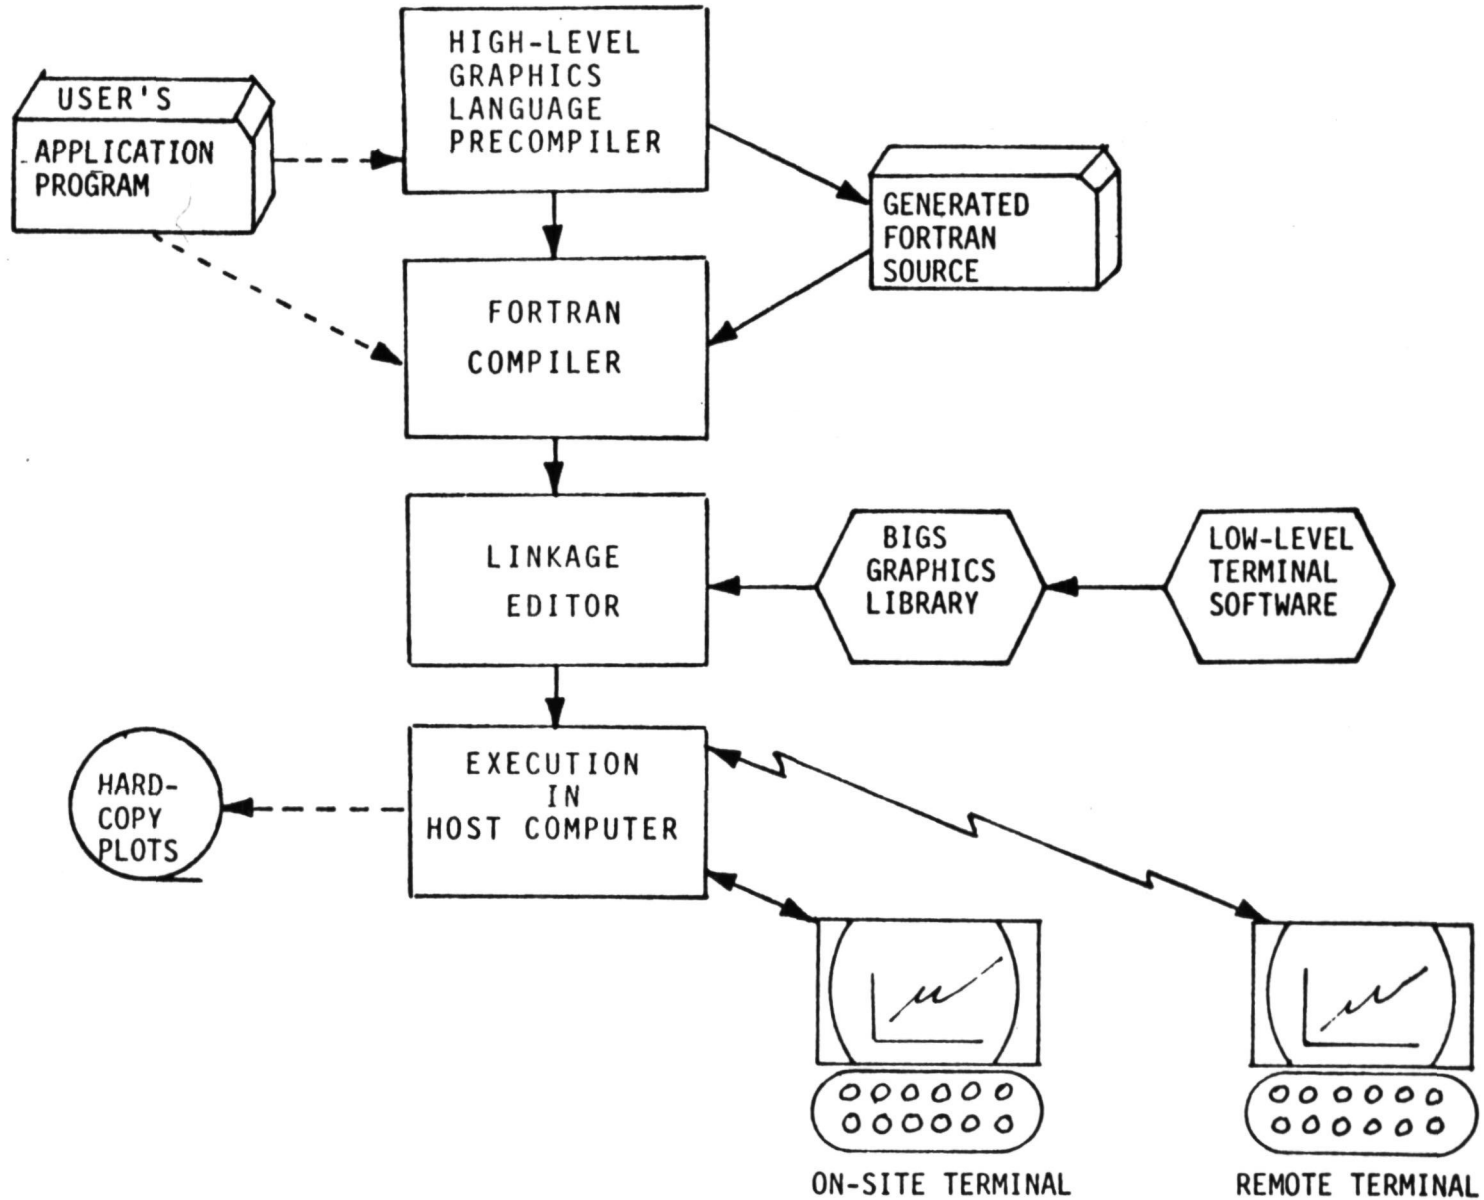 HIGH-LEVEL
GRAPHICS
LANGUAGE
PRECOMPILER
USER'S
APPLICATION
PROGRAM
GENERATED
FORTRAN
SOURCE
FORTRAN
COMPILER
LINKAGE
EDITOR
BIGS
GRAPHICS
LIBRARY
LOW-LEVEL
TERMINAL
SOFTWARE
EXECUTION
IN
HOST COMPUTER
HARD-
COPY
PLOTS
ON-SITE TERMINAL
REMOTE TERMINAL